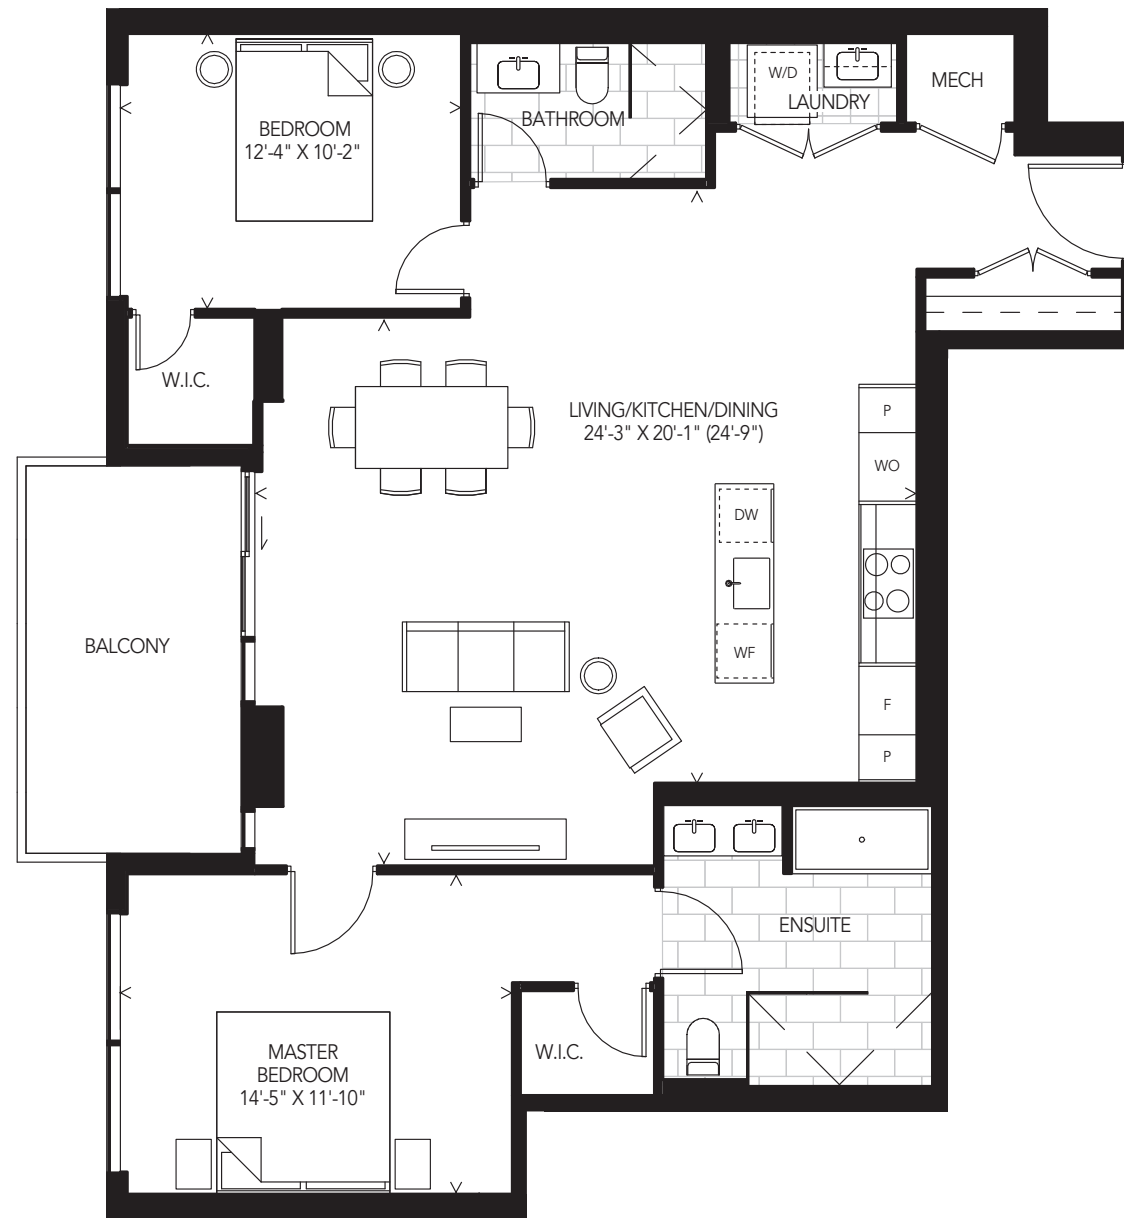 BEDROOM
12'-4" X 10'-2"
BATHROOM
W/D
LAUNDRY
MECH
W.I.C.
LIVING/KITCHEN/DINING
24'-3" X 20'-1" (24'-9")
P
WO
DW
BALCONY
WF
F
P
ENSUITE
MASTER
BEDROOM
14'-5" X 11'-10"
W.I.C.